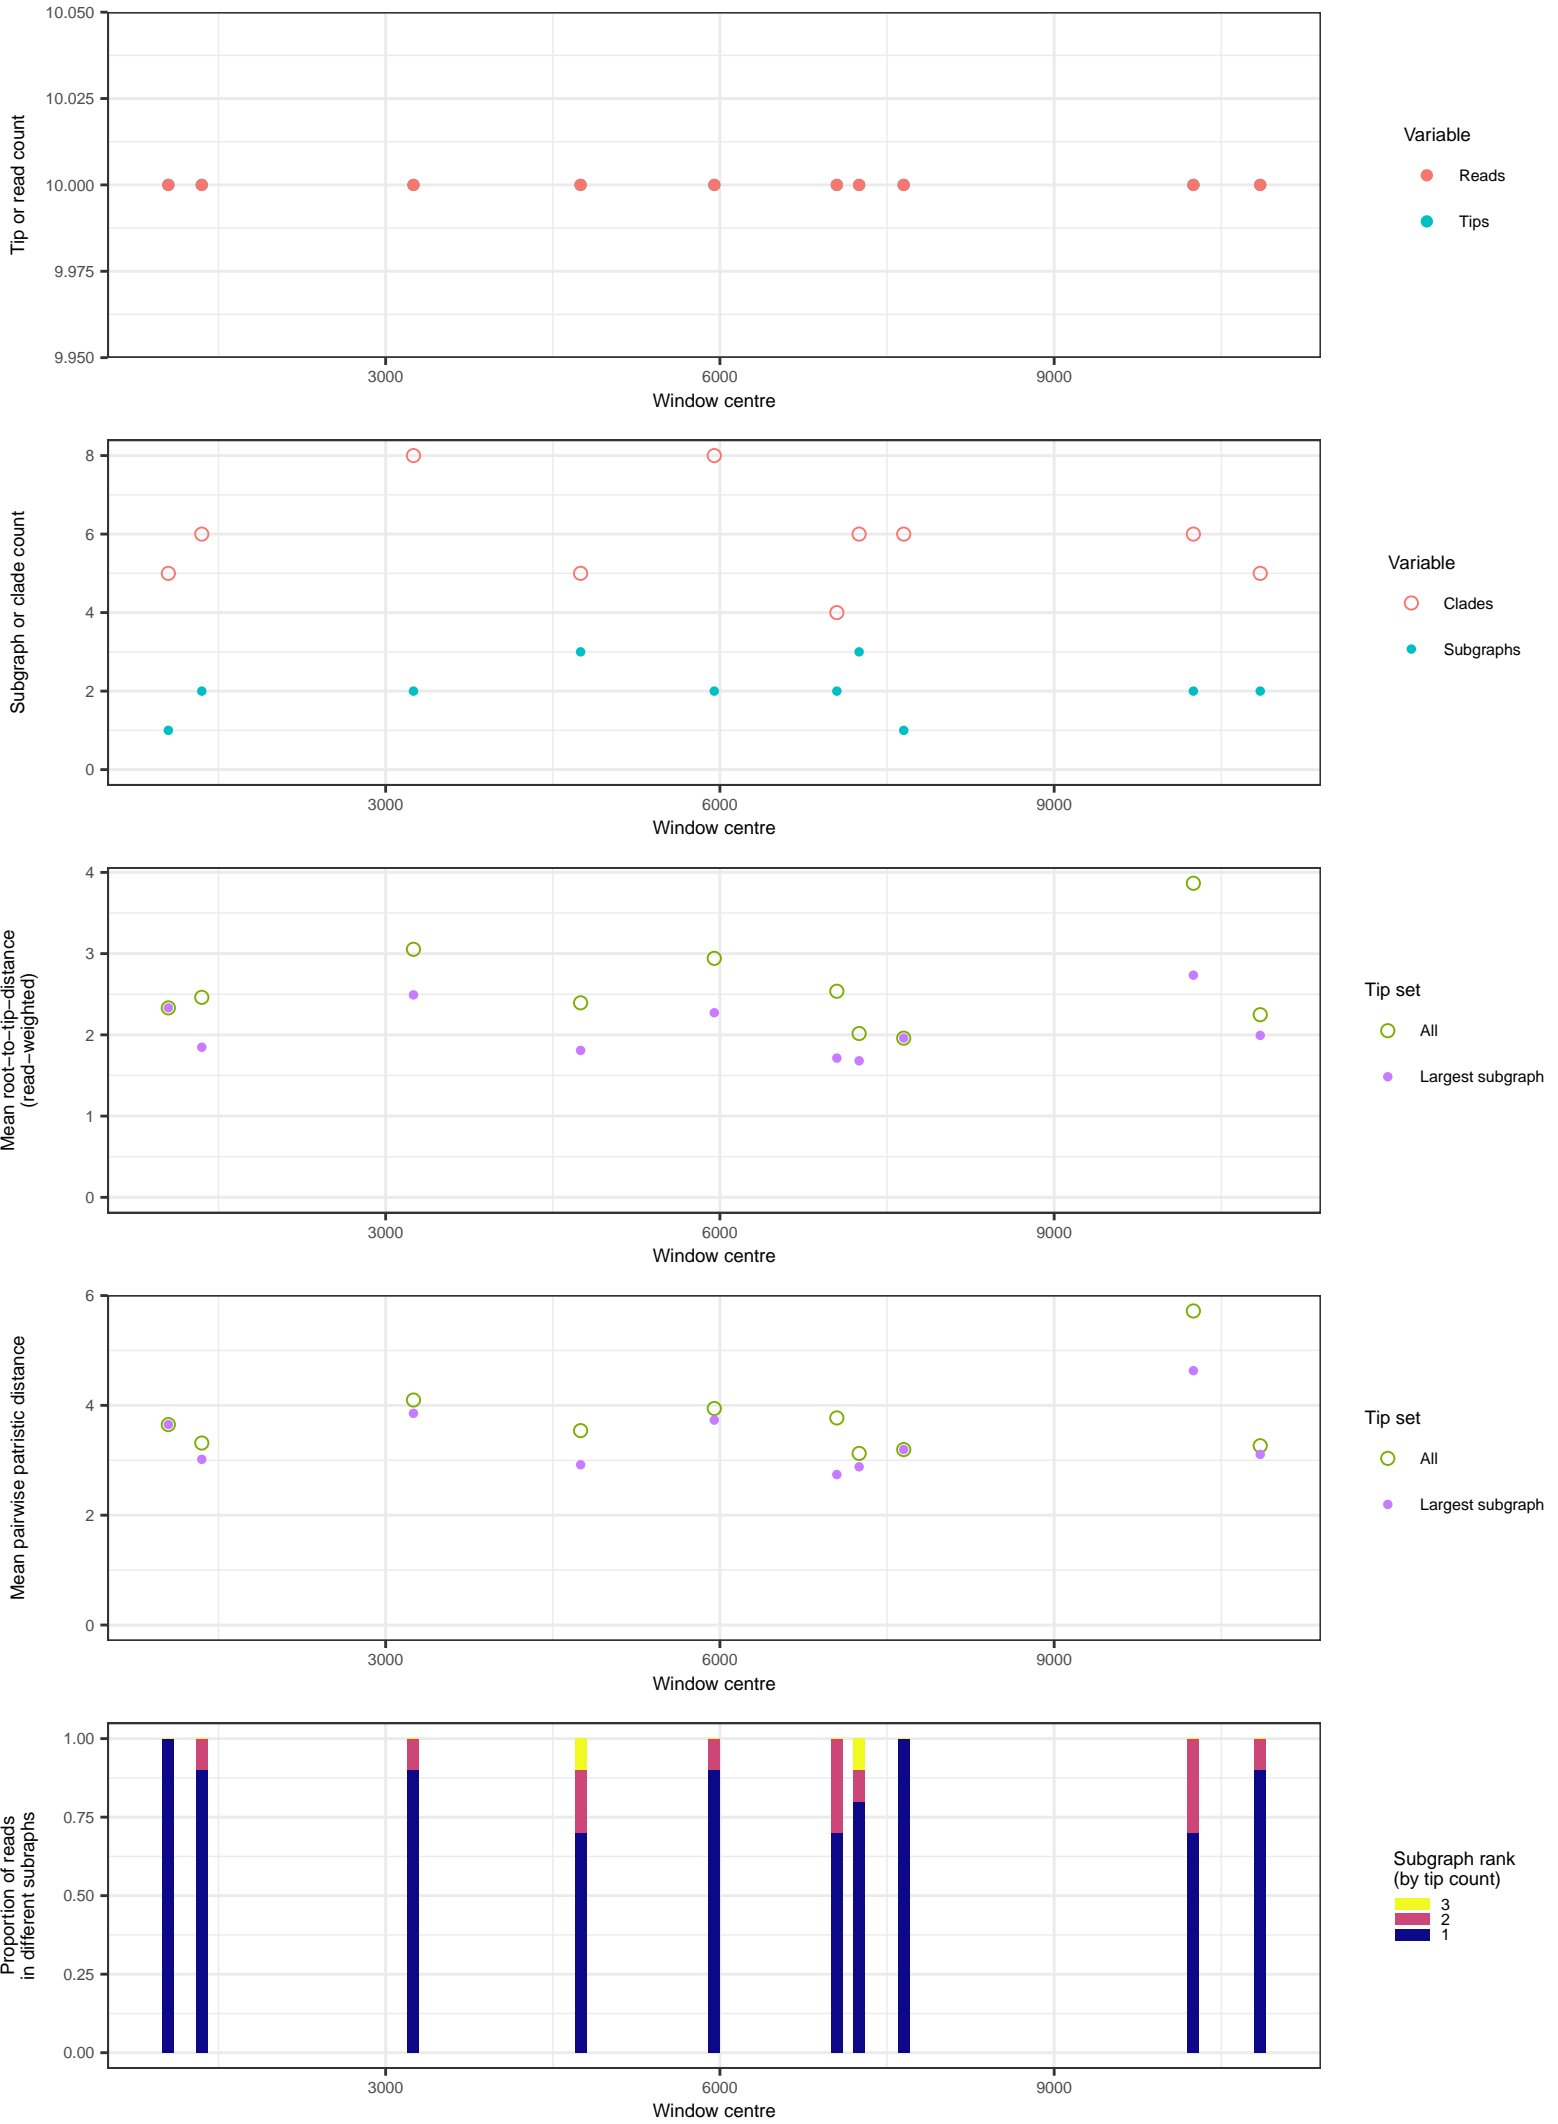 10.050
10.025
10.000
9.975
9.950
Tip or read count
3000 6000 9000
Window centre
Variable
Reads
Tips
8
6
4
2
0
Subgraph or clade count
3000 6000 9000
Window centre
Variable
Clades
Subgraphs
4
3
2
1
0
Mean root−to−tip−distance
(read−weighted)
3000 6000 9000
Window centre
Tip set
All
Largest subgraph
6
4
2
0
Mean pairwise patristic distance
3000 6000 9000
Window centre
Tip set
All
Largest subgraph
1.00
0.75
0.50
0.25
0.00
Proportion of reads
in different subraphs
3000 6000 9000
Window centre
Subgraph rank
(by tip count)
3
2
1